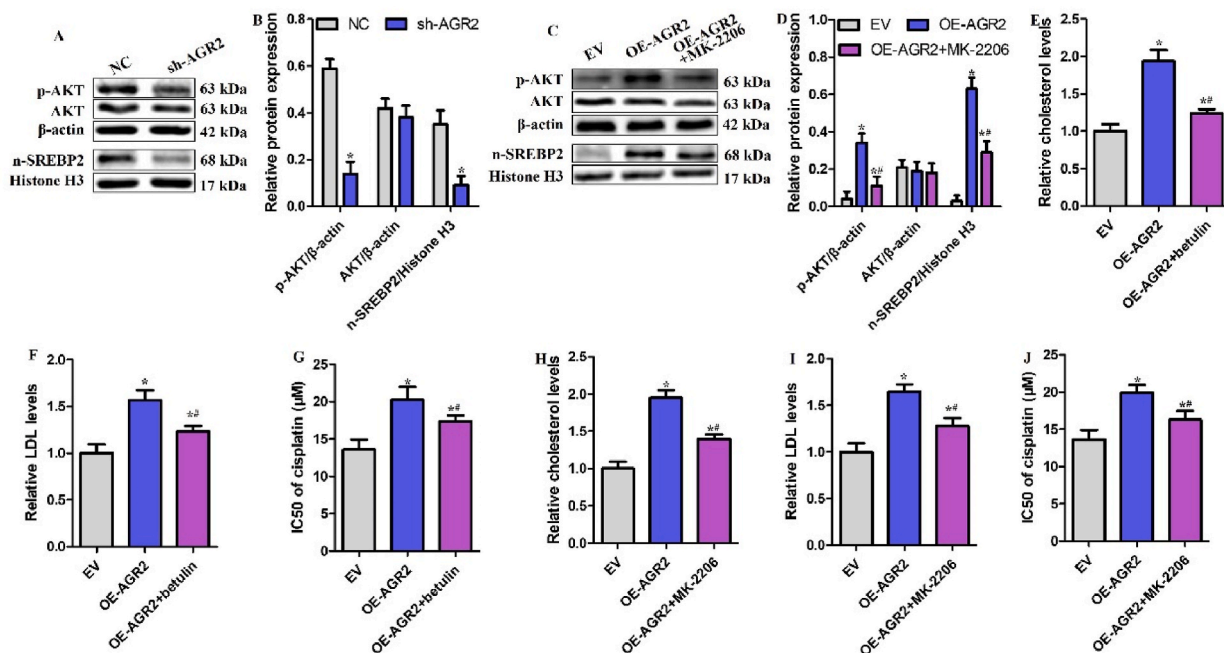 A
NC
sh-AGR2
p-AKT
63 kDa
AKT
63 kDa
β-actin
42 kDa
n-SREBP2
68 kDa
Histone H3
17 kDa
B
NC
sh-AGR2
Relative protein expression
0.8
0.6
0.4
0.2
0.0
*
*
p-AKT/β-actin
AKT/β-actin
n-SREBP2/Histone H3
C
EV
OE-AGR2
OE-AGR2
+MK-2206
p-AKT
63 kDa
AKT
63 kDa
β-actin
42 kDa
n-SREBP2
68 kDa
Histone H3
17 kDa
D
EV
OE-AGR2
OE-AGR2+MK-2206
Relative protein expression
1.0
0.8
0.6
0.4
0.2
0.0
*
*#
*
*#
p-AKT/β-actin
AKT/β-actin
n-SREBP2/Histone H3
E
Relative cholesterol levels
2.5
2.0
1.5
1.0
0.5
0.0
*
*#
EV
OE-AGR2
OE-AGR2+betulin
F
Relative LDL levels
2.0
1.5
1.0
0.5
0.0
*
*#
EV
OE-AGR2
OE-AGR2+betulin
G
IC50 of cisplatin (μM)
25
20
15
10
5
0
*
*#
EV
OE-AGR2
OE-AGR2+betulin
H
Relative cholesterol levels
2.5
2.0
1.5
1.0
0.5
0.0
*
*#
EV
OE-AGR2
OE-AGR2+MK-2206
I
Relative LDL levels
2.0
1.5
1.0
0.5
0.0
*
*#
EV
OE-AGR2
OE-AGR2+MK-2206
J
IC50 of cisplatin (μM)
25
20
15
10
5
0
*
*#
EV
OE-AGR2
OE-AGR2+MK-2206